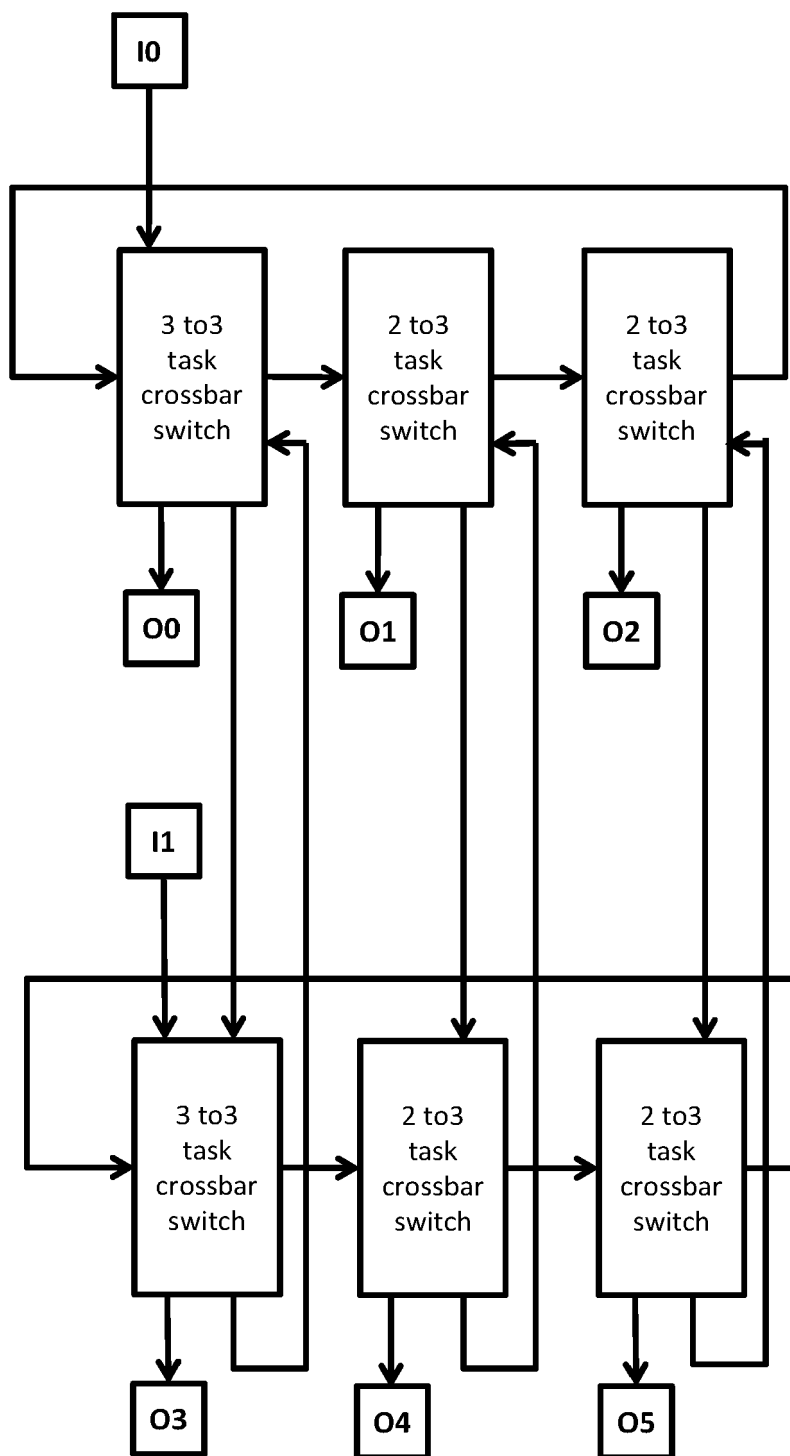 I0
3 to3
task
crossbar
switch
2 to3
task
crossbar
switch
2 to3
task
crossbar
switch
O0
O1
O2
I1
3 to3
task
crossbar
switch
2 to3
task
crossbar
switch
2 to3
task
crossbar
switch
O3
O4
O5